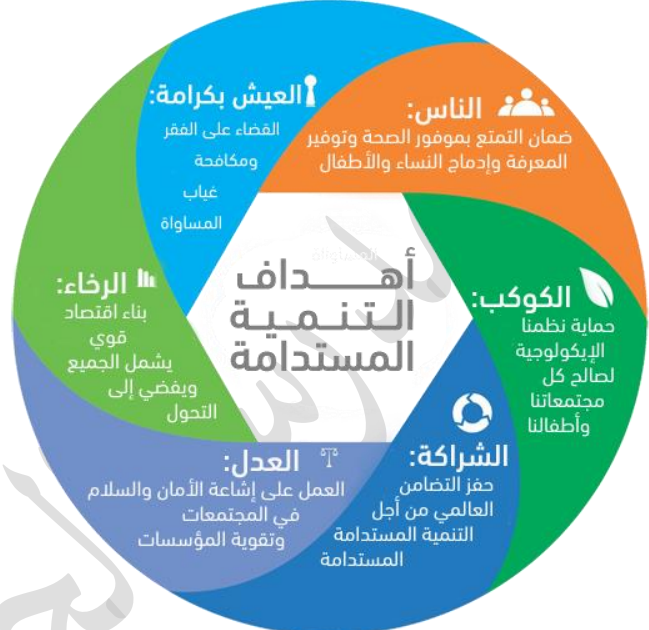 أهــــداف
الـتـنـمـيـة
المستدامة
العيش بكرامة:
القضاء على الفقر
ومكافحة
غياب
المساواة
الناس:
ضمان التمتع بموفور الصحة وتوفير
المعرفة وإدماج النساء والأطفال
الكوكب:
حماية نظمنا
الإيكولوجية
لصالح كل
مجتمعاتنا
وأطفالنا
الشراكة:
حفز التضامن
العالمي من أجل
التنمية المستدامة
المستدامة
العدل:
العمل على إشاعة الأمان والسلام
في المجتمعات
وتقوية المؤسسات
الرخاء:
بناء اقتصاد
قوي
يشمل الجميع
ويفضي إلى
التحول